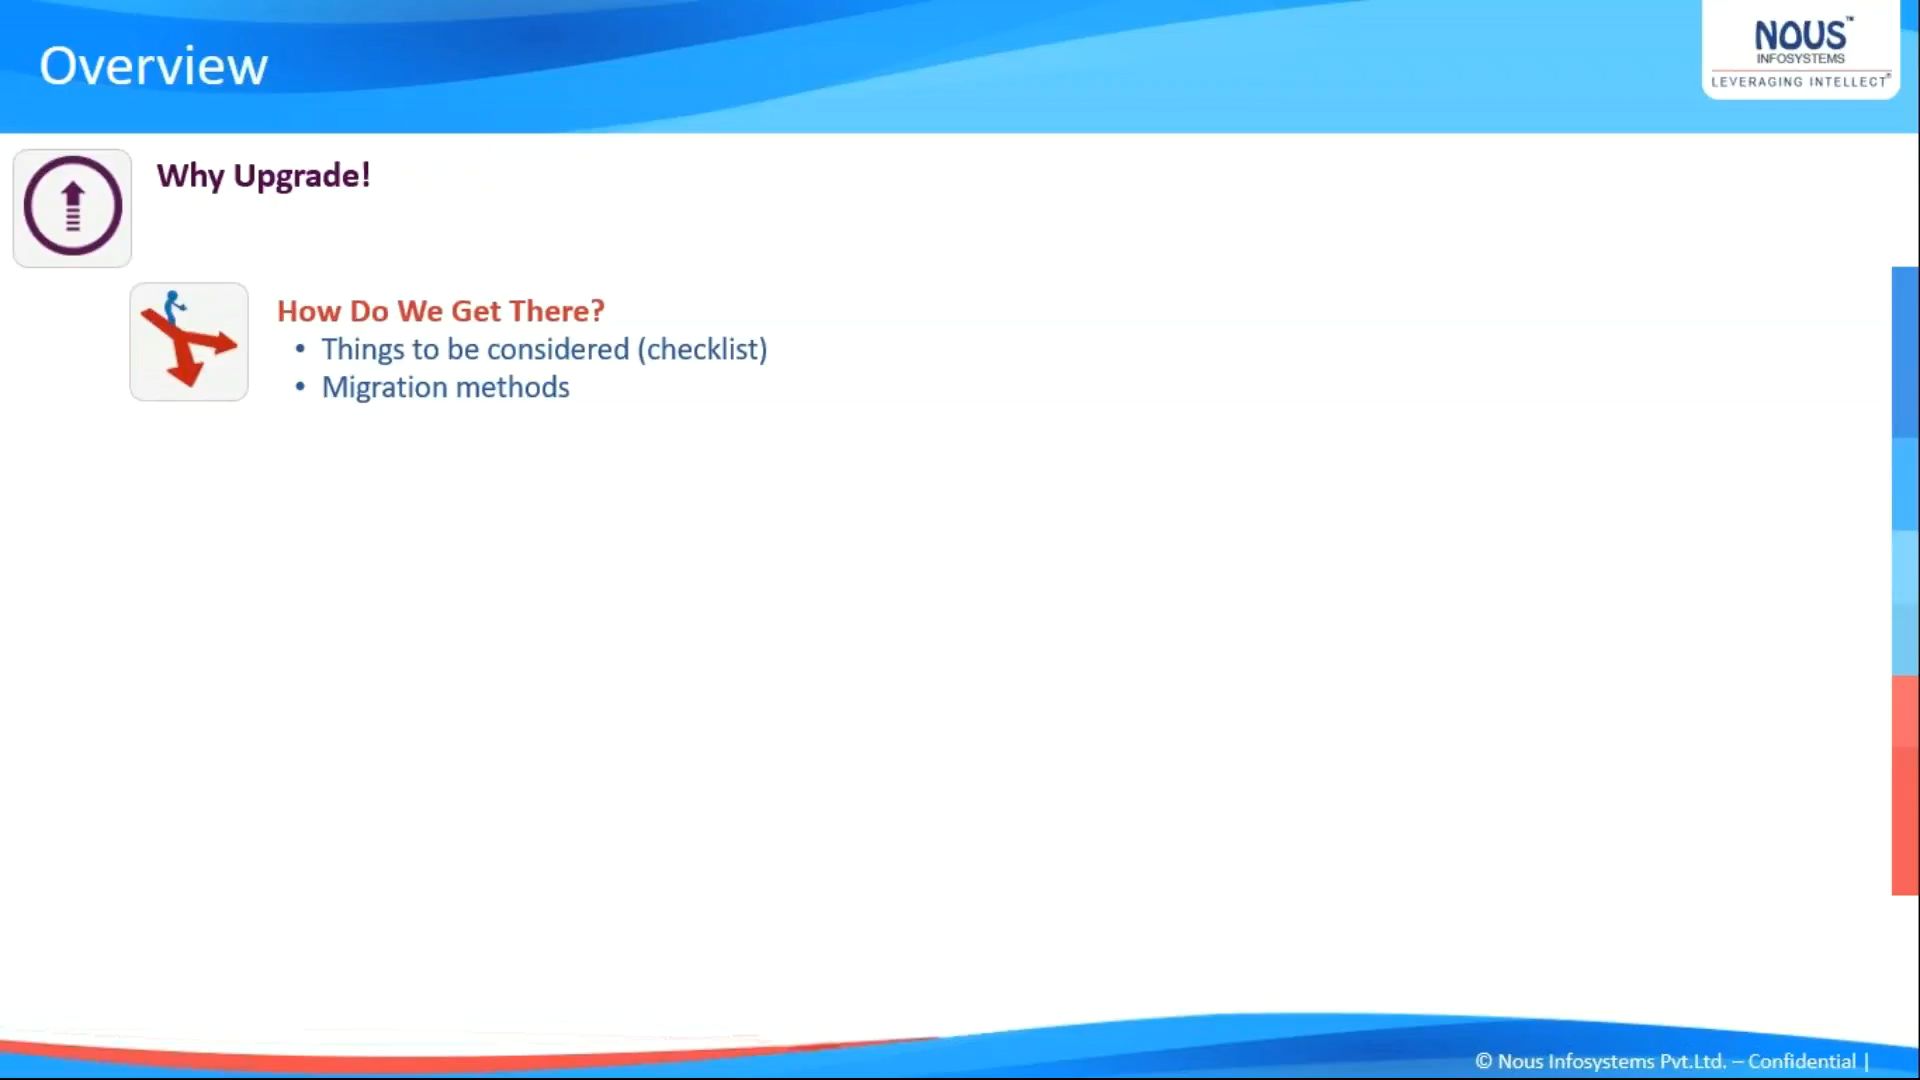 Overview
NOUS™
INFOSYSTEMS
LEVERAGING INTELLECT®
Why Upgrade!
How Do We Get There?
• Things to be considered (checklist)
• Migration methods
© Nous Infosystems Pvt.Ltd. – Confidential |